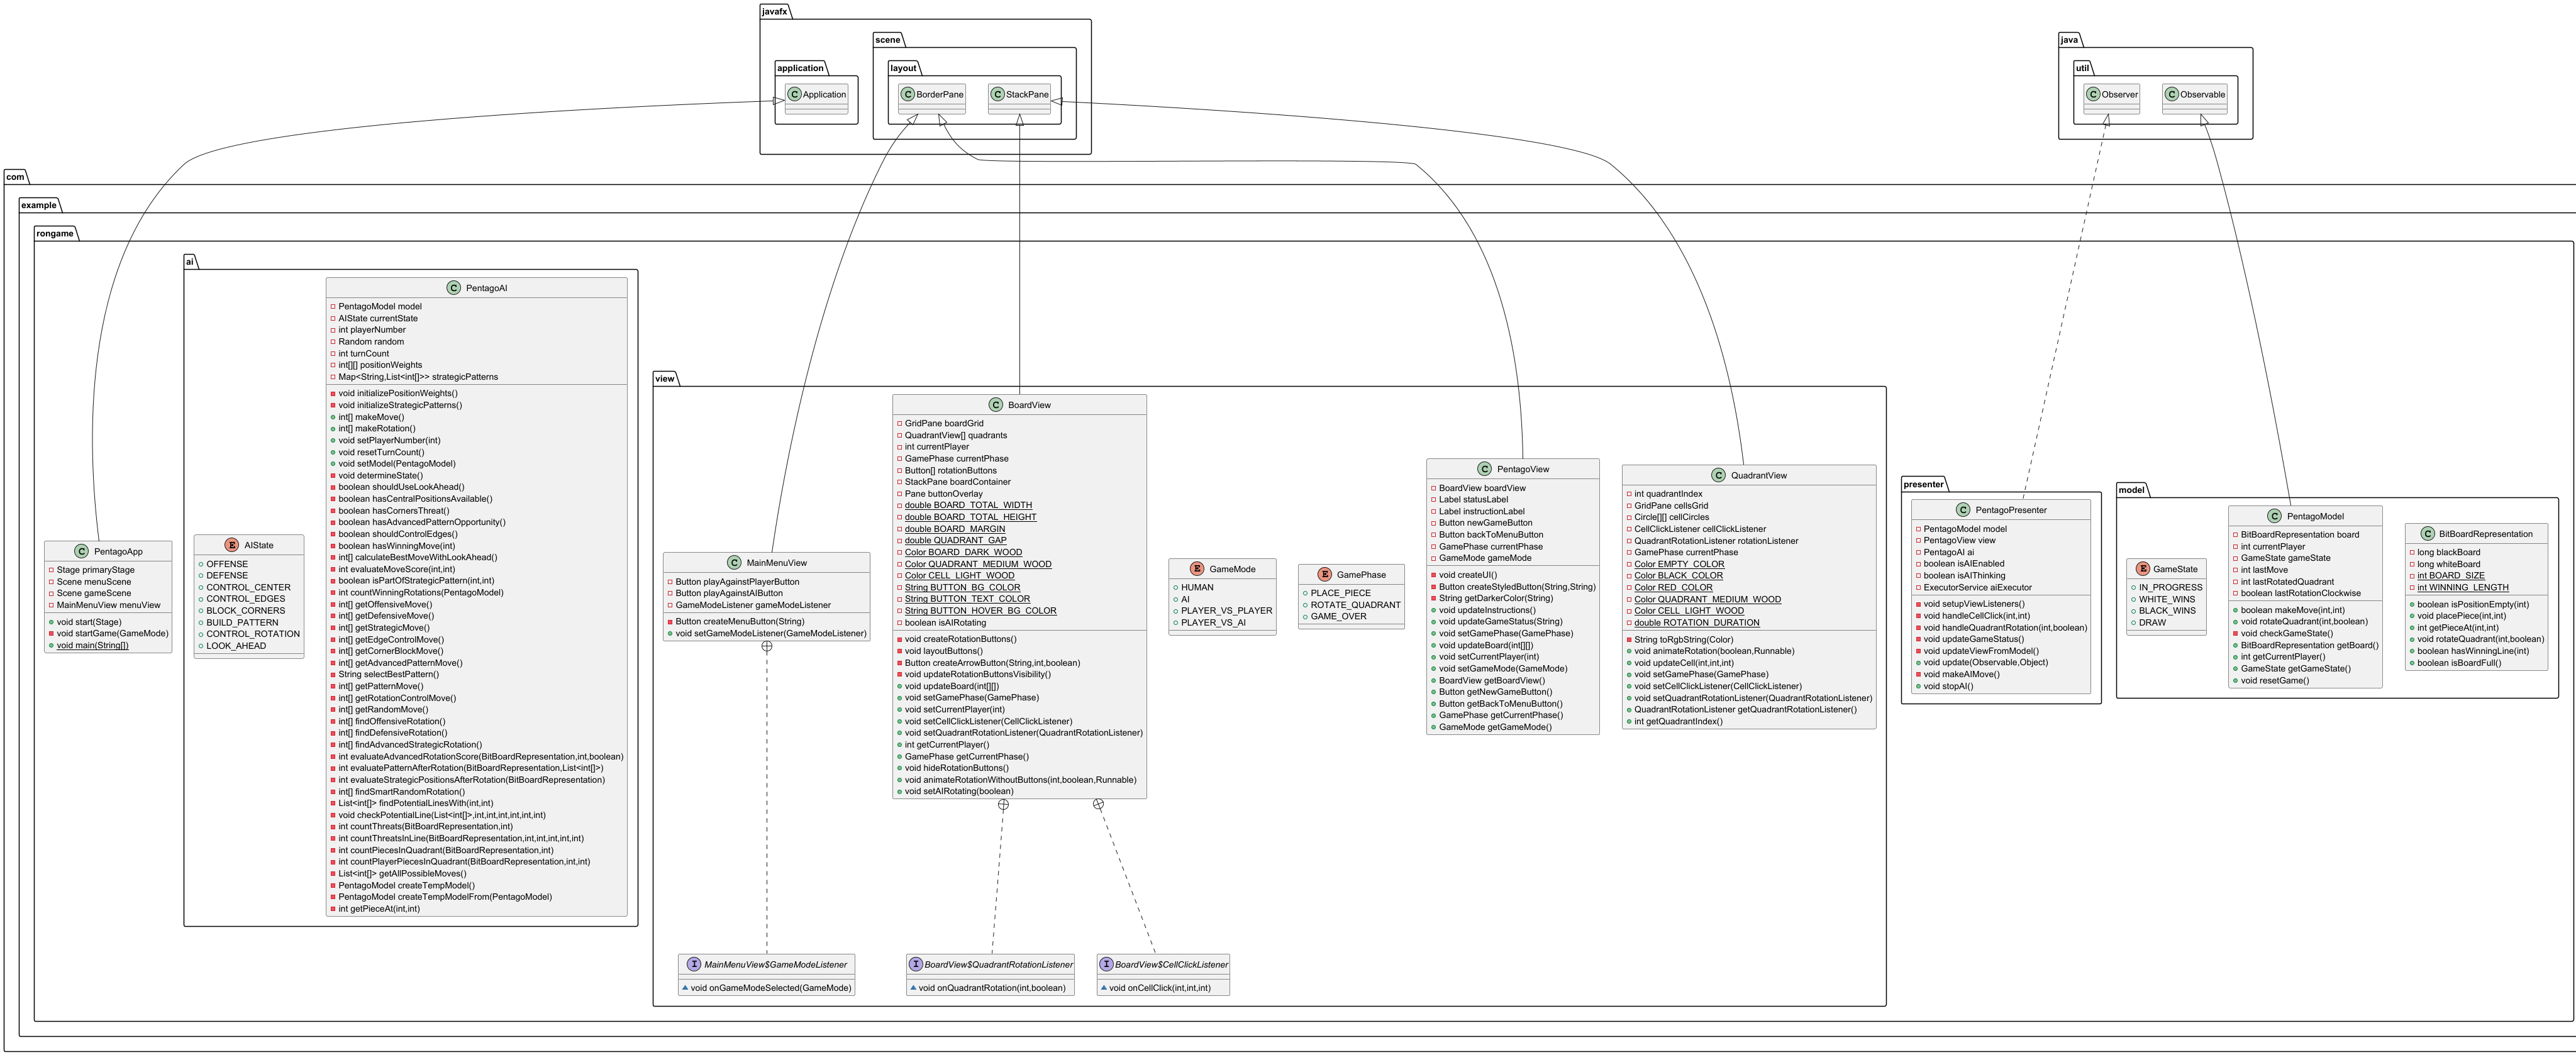 javafx
scene
application
layout
Application
BorderPane
StackPane
java
util
Observer
Observable
com
example
rongame
ai
PentagoAI
PentagoModel model
AIState currentState
int playerNumber
Random random
int turnCount
int[][] positionWeights
Map<String,List<int[]>> strategicPatterns
void initializePositionWeights()
void initializeStrategicPatterns()
int[] makeMove()
int[] makeRotation()
void setPlayerNumber(int)
void resetTurnCount()
void setModel(PentagoModel)
void determineState()
boolean shouldUseLookAhead()
boolean hasCentralPositionsAvailable()
boolean hasCornersThreat()
boolean hasAdvancedPatternOpportunity()
boolean shouldControlEdges()
boolean hasWinningMove(int)
int[] calculateBestMoveWithLookAhead()
int evaluateMoveScore(int,int)
boolean isPartOfStrategicPattern(int,int)
int countWinningRotations(PentagoModel)
int[] getOffensiveMove()
int[] getDefensiveMove()
int[] getStrategicMove()
int[] getEdgeControlMove()
int[] getCornerBlockMove()
int[] getAdvancedPatternMove()
String selectBestPattern()
int[] getPatternMove()
int[] getRotationControlMove()
int[] getRandomMove()
int[] findOffensiveRotation()
int[] findDefensiveRotation()
int[] findAdvancedStrategicRotation()
int evaluateAdvancedRotationScore(BitBoardRepresentation,int,boolean)
int evaluatePatternAfterRotation(BitBoardRepresentation,List<int[]>)
int evaluateStrategicPositionsAfterRotation(BitBoardRepresentation)
int[] findSmartRandomRotation()
List<int[]> findPotentialLinesWith(int,int)
void checkPotentialLine(List<int[]>,int,int,int,int,int,int)
int countThreats(BitBoardRepresentation,int)
int countThreatsInLine(BitBoardRepresentation,int,int,int,int,int)
int countPiecesInQuadrant(BitBoardRepresentation,int)
int countPlayerPiecesInQuadrant(BitBoardRepresentation,int,int)
List<int[]> getAllPossibleMoves()
PentagoModel createTempModel()
PentagoModel createTempModelFrom(PentagoModel)
int getPieceAt(int,int)
AIState
OFFENSE
DEFENSE
CONTROL_CENTER
CONTROL_EDGES
BLOCK_CORNERS
BUILD_PATTERN
CONTROL_ROTATION
LOOK_AHEAD
PentagoApp
Stage primaryStage
Scene menuScene
Scene gameScene
MainMenuView menuView
void start(Stage)
void startGame(GameMode)
void main(String[])
view
MainMenuView
Button playAgainstPlayerButton
Button playAgainstAIButton
GameModeListener gameModeListener
Button createMenuButton(String)
void setGameModeListener(GameModeListener)
BoardView
GridPane boardGrid
QuadrantView[] quadrants
int currentPlayer
GamePhase currentPhase
Button[] rotationButtons
StackPane boardContainer
Pane buttonOverlay
double BOARD_TOTAL_WIDTH
double BOARD_TOTAL_HEIGHT
double BOARD_MARGIN
double QUADRANT_GAP
Color BOARD_DARK_WOOD
Color QUADRANT_MEDIUM_WOOD
Color CELL_LIGHT_WOOD
String BUTTON_BG_COLOR
String BUTTON_TEXT_COLOR
String BUTTON_HOVER_BG_COLOR
boolean isAIRotating
void createRotationButtons()
void layoutButtons()
Button createArrowButton(String,int,boolean)
void updateRotationButtonsVisibility()
void updateBoard(int[][])
void setGamePhase(GamePhase)
void setCurrentPlayer(int)
void setCellClickListener(CellClickListener)
void setQuadrantRotationListener(QuadrantRotationListener)
int getCurrentPlayer()
GamePhase getCurrentPhase()
void hideRotationButtons()
void animateRotationWithoutButtons(int,boolean,Runnable)
void setAIRotating(boolean)
GameMode
HUMAN
AI
PLAYER_VS_PLAYER
PLAYER_VS_AI
GamePhase
PLACE_PIECE
ROTATE_QUADRANT
GAME_OVER
PentagoView
BoardView boardView
Label statusLabel
Label instructionLabel
Button newGameButton
Button backToMenuButton
GamePhase currentPhase
GameMode gameMode
void createUI()
Button createStyledButton(String,String)
String getDarkerColor(String)
void updateInstructions()
void updateGameStatus(String)
void setGamePhase(GamePhase)
void updateBoard(int[][])
void setCurrentPlayer(int)
void setGameMode(GameMode)
BoardView getBoardView()
Button getNewGameButton()
Button getBackToMenuButton()
GamePhase getCurrentPhase()
GameMode getGameMode()
QuadrantView
int quadrantIndex
GridPane cellsGrid
Circle[][] cellCircles
CellClickListener cellClickListener
QuadrantRotationListener rotationListener
GamePhase currentPhase
Color EMPTY_COLOR
Color BLACK_COLOR
Color RED_COLOR
Color QUADRANT_MEDIUM_WOOD
Color CELL_LIGHT_WOOD
double ROTATION_DURATION
String toRgbString(Color)
void animateRotation(boolean,Runnable)
void updateCell(int,int,int)
void setGamePhase(GamePhase)
void setCellClickListener(CellClickListener)
void setQuadrantRotationListener(QuadrantRotationListener)
QuadrantRotationListener getQuadrantRotationListener()
int getQuadrantIndex()
MainMenuView$GameModeListener
void onGameModeSelected(GameMode)
BoardView$QuadrantRotationListener
void onQuadrantRotation(int,boolean)
BoardView$CellClickListener
void onCellClick(int,int,int)
presenter
PentagoPresenter
PentagoModel model
PentagoView view
PentagoAI ai
boolean isAIEnabled
boolean isAIThinking
ExecutorService aiExecutor
void setupViewListeners()
void handleCellClick(int,int)
void handleQuadrantRotation(int,boolean)
void updateGameStatus()
void updateViewFromModel()
void update(Observable,Object)
void makeAIMove()
void stopAI()
model
GameState
IN_PROGRESS
WHITE_WINS
BLACK_WINS
DRAW
PentagoModel
BitBoardRepresentation board
int currentPlayer
GameState gameState
int lastMove
int lastRotatedQuadrant
boolean lastRotationClockwise
boolean makeMove(int,int)
void rotateQuadrant(int,boolean)
void checkGameState()
BitBoardRepresentation getBoard()
int getCurrentPlayer()
GameState getGameState()
void resetGame()
BitBoardRepresentation
long blackBoard
long whiteBoard
int BOARD_SIZE
int WINNING_LENGTH
boolean isPositionEmpty(int)
void placePiece(int,int)
int getPieceAt(int,int)
void rotateQuadrant(int,boolean)
boolean hasWinningLine(int)
boolean isBoardFull()